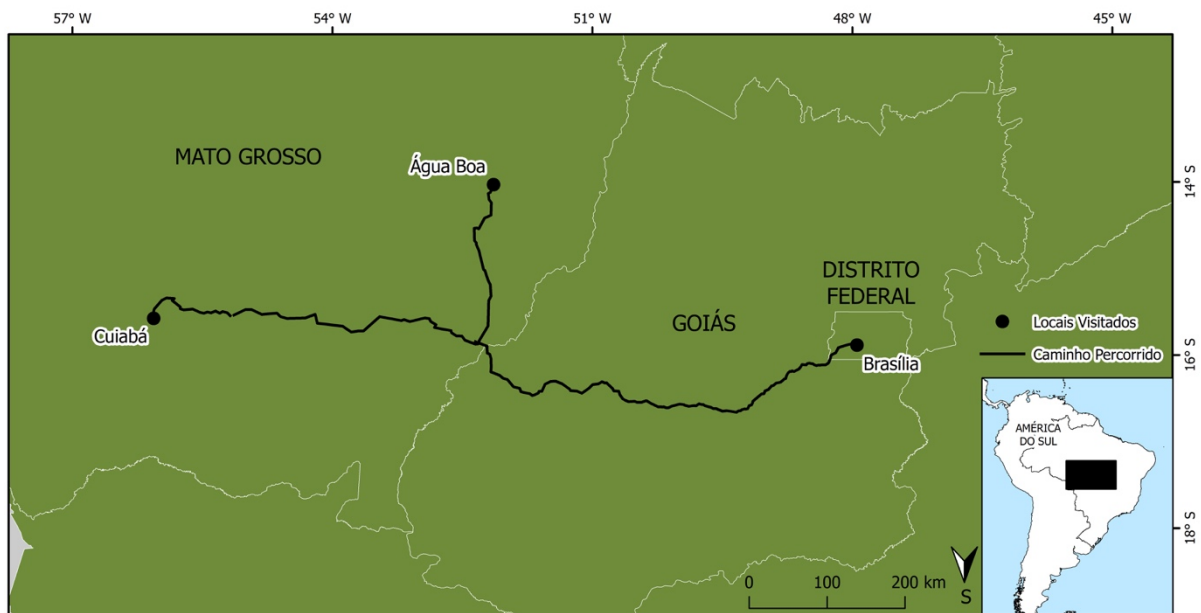 57° W
54° W
51° W
48° W
45° W
MATO GROSSO
Água Boa
14° S
DISTRITO
FEDERAL
GOIÁS
Cuiabá
Locais Visitados
Brasília
Caminho Percorrido
16° S
AMÉRICA
DO SUL
18° S
0
100
200 km
S